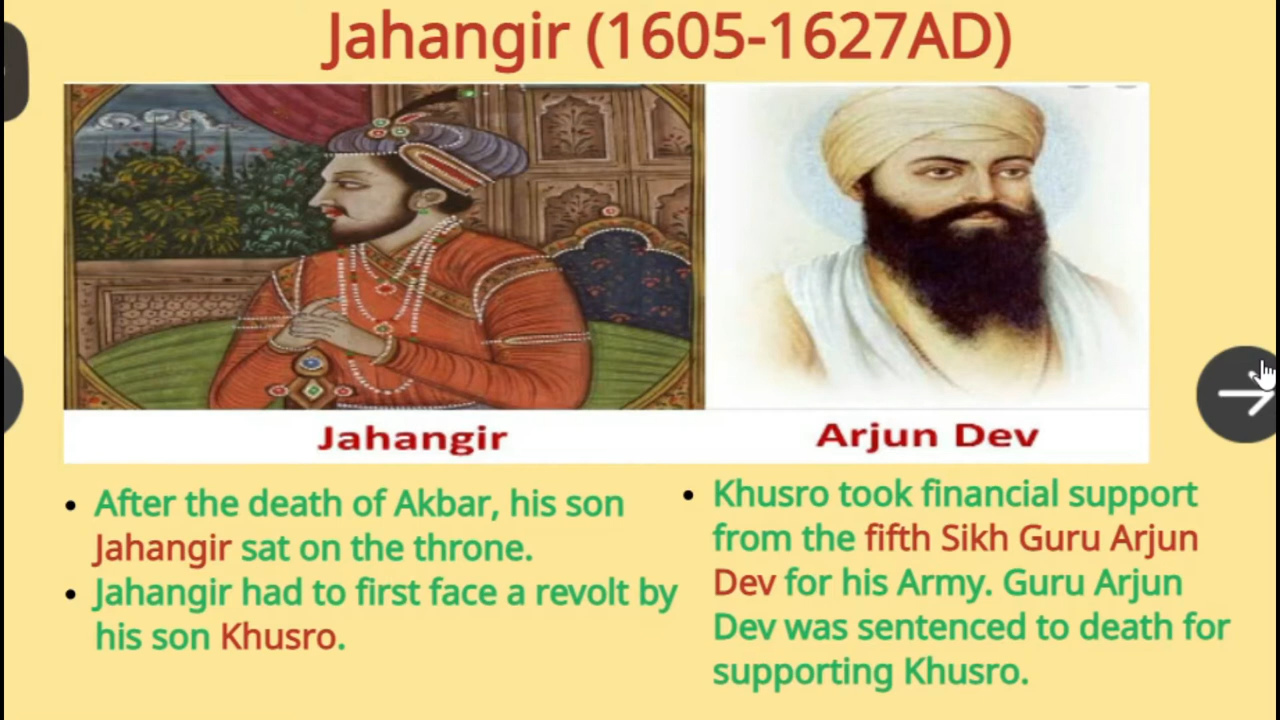 Jahangir (1605-1627AD)
Jahangir
Arjun Dev
• After the death of Akbar, his son
Jahangir sat on the throne.
• Jahangir had to first face a revolt by
his son Khusro.
• Khusro took financial support
from the fifth Sikh Guru Arjun
Dev for his Army. Guru Arjun
Dev was sentenced to death for
supporting Khusro.